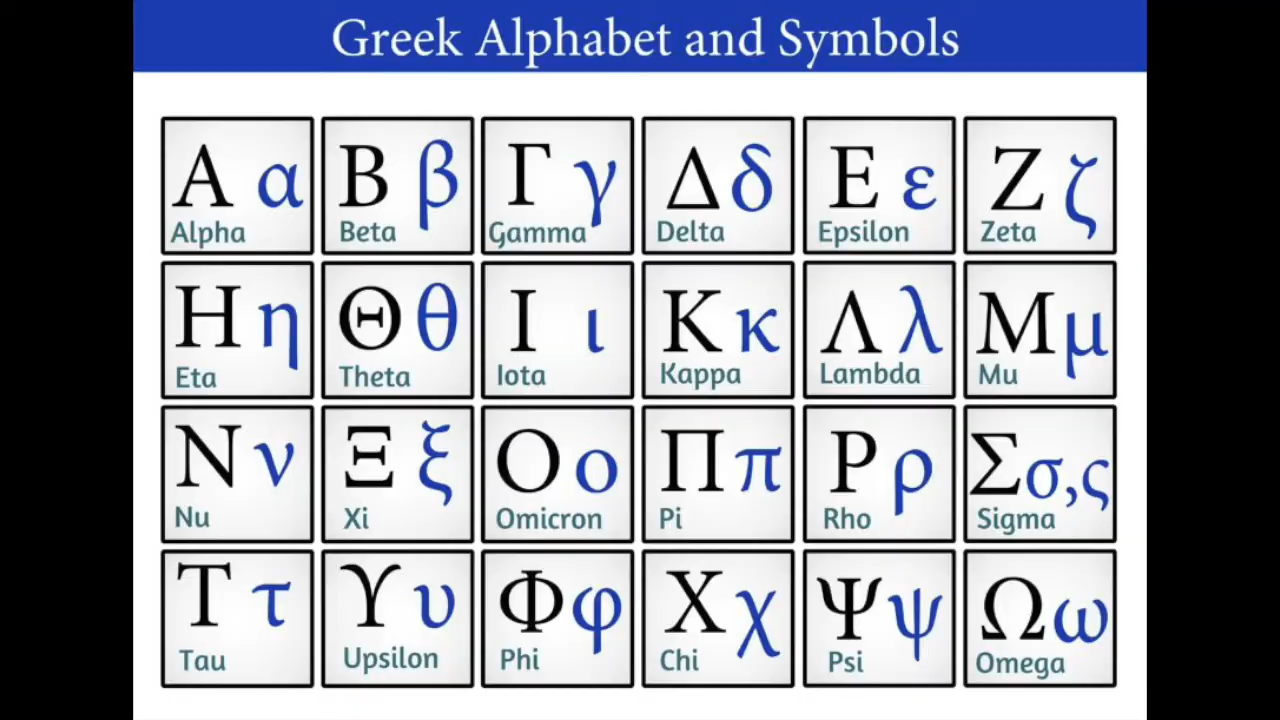 Greek Alphabet and Symbols
Α α Β β Γ γ Δ δ Ε ε Ζ ζ
Alpha Beta Gamma Delta Epsilon Zeta
Η η Θ θ Ι ι Κ κ Λ λ Μ μ
Eta Theta Iota Kappa Lambda Mu
Ν ν Ξ ξ Ο ο Π π Ρ ρ Σ σ,ς
Nu Xi Omicron Pi Rho Sigma
Τ τ ϒ υ Φ φ Χ χ Ψ ψ Ω ω
Tau Upsilon Phi Chi Psi Omega